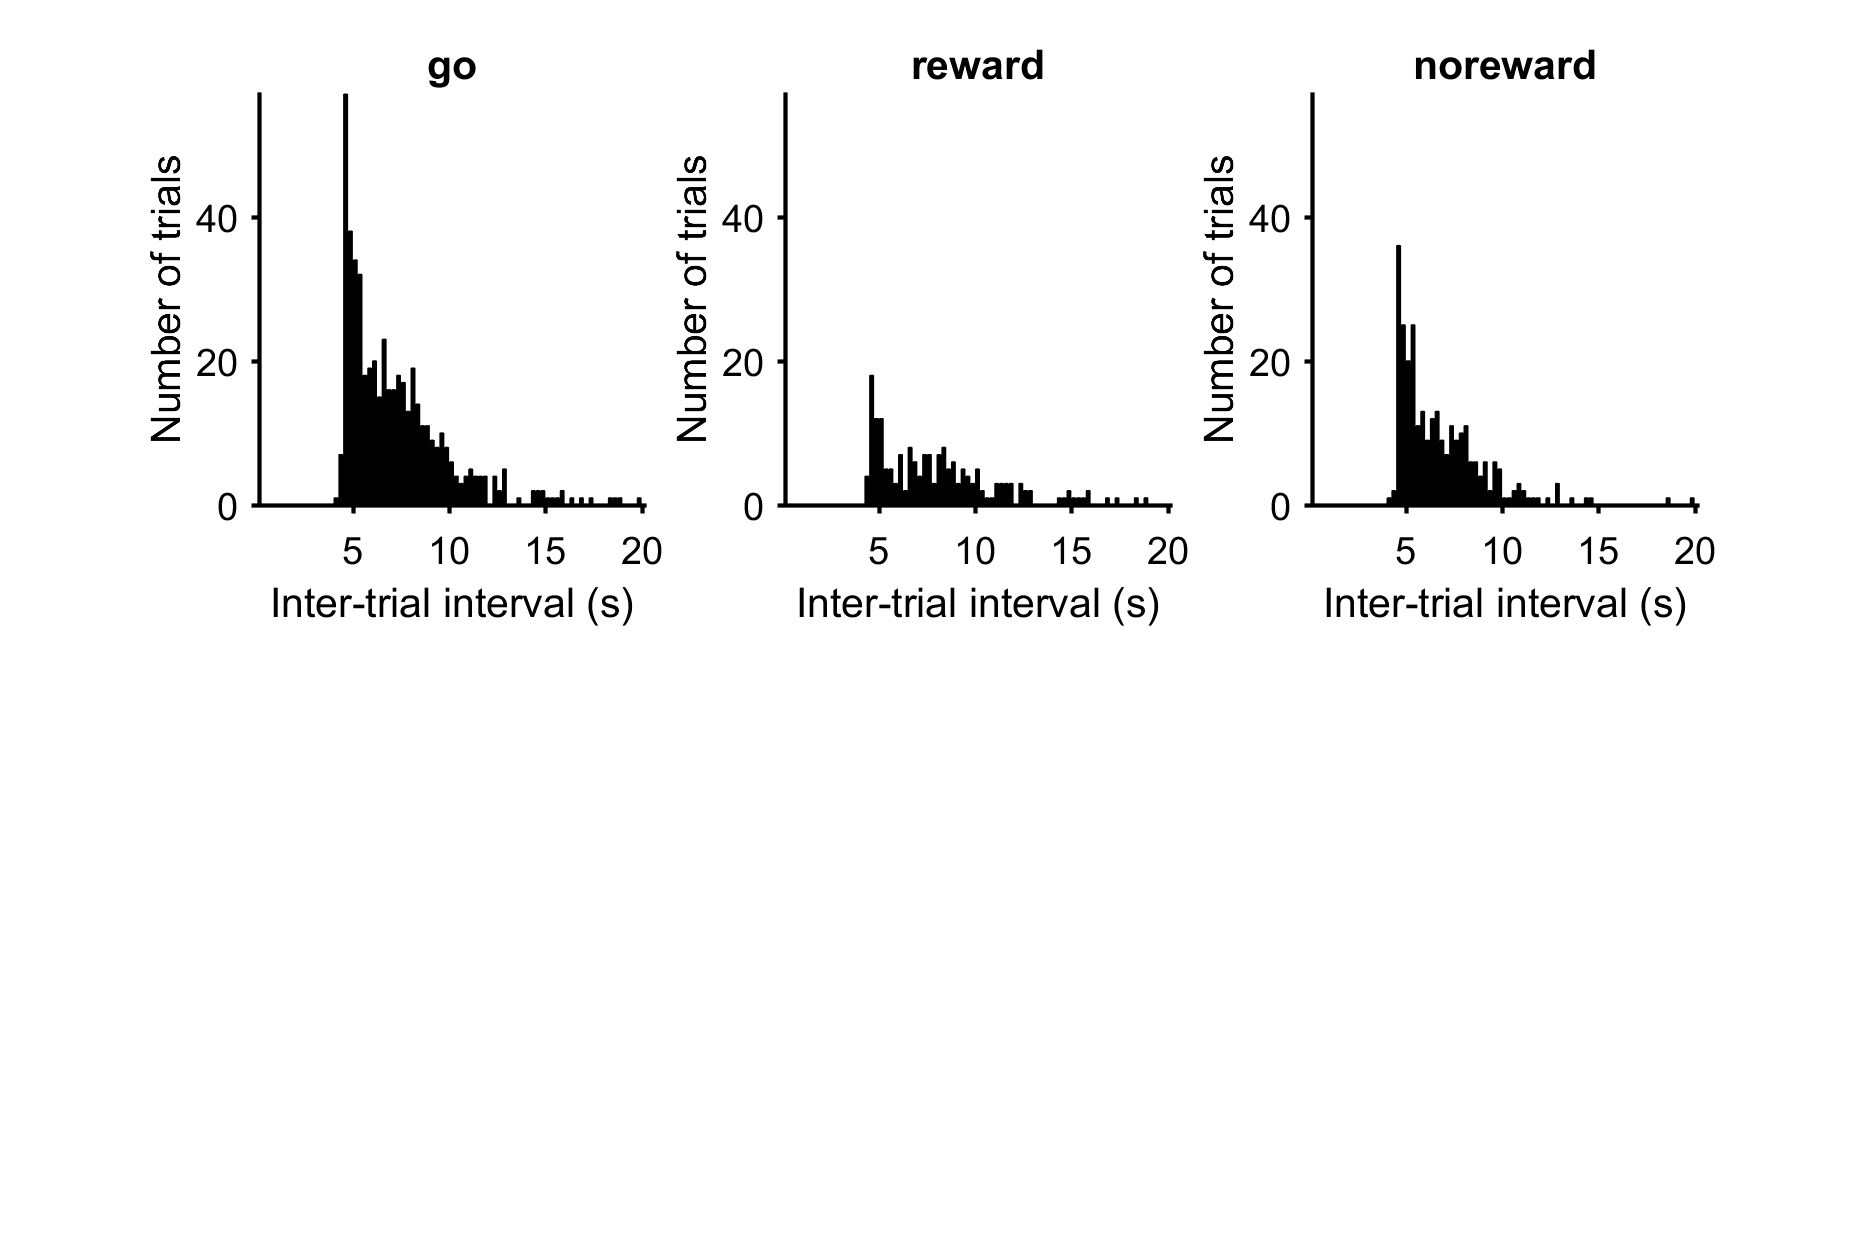 go
Number of trials
40
20
0
5 10 15 20
Inter-trial interval (s)
reward
Number of trials
40
20
0
5 10 15 20
Inter-trial interval (s)
noreward
Number of trials
40
20
0
5 10 15 20
Inter-trial interval (s)